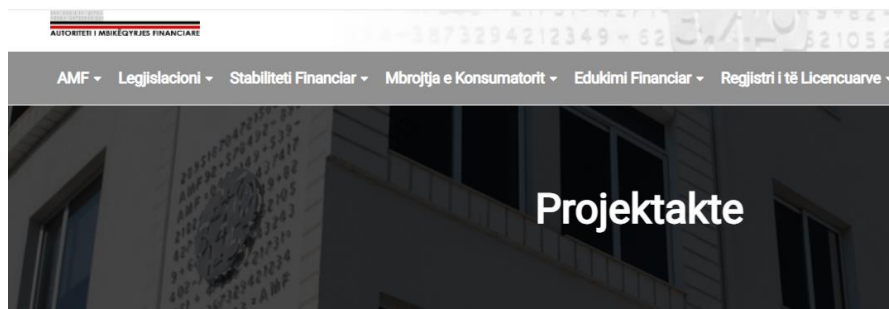 AUTORITETI I MBIKËQYRJES FINANCIARE
AMF Legjislacioni Stabiliteti Financiar Mbrojtja e Konsumatorit Edukimi Financiar Regjistri i të Licencuarve
Projektakte